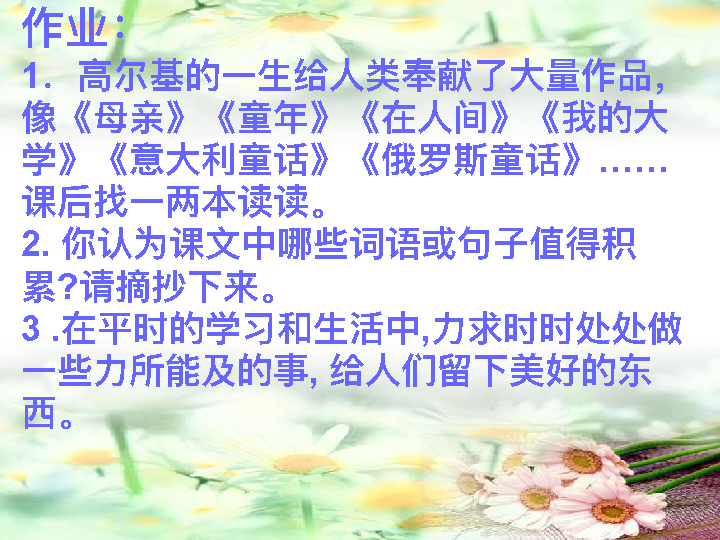 作业：
1．高尔基的一生给人类奉献了大量作品，
像《母亲》《童年》《在人间》《我的大
学》《意大利童话》《俄罗斯童话》……
课后找一两本读读。
2. 你认为课文中哪些词语或句子值得积
累?请摘抄下来。
3 .在平时的学习和生活中,力求时时处处做
一些力所能及的事, 给人们留下美好的东
西。